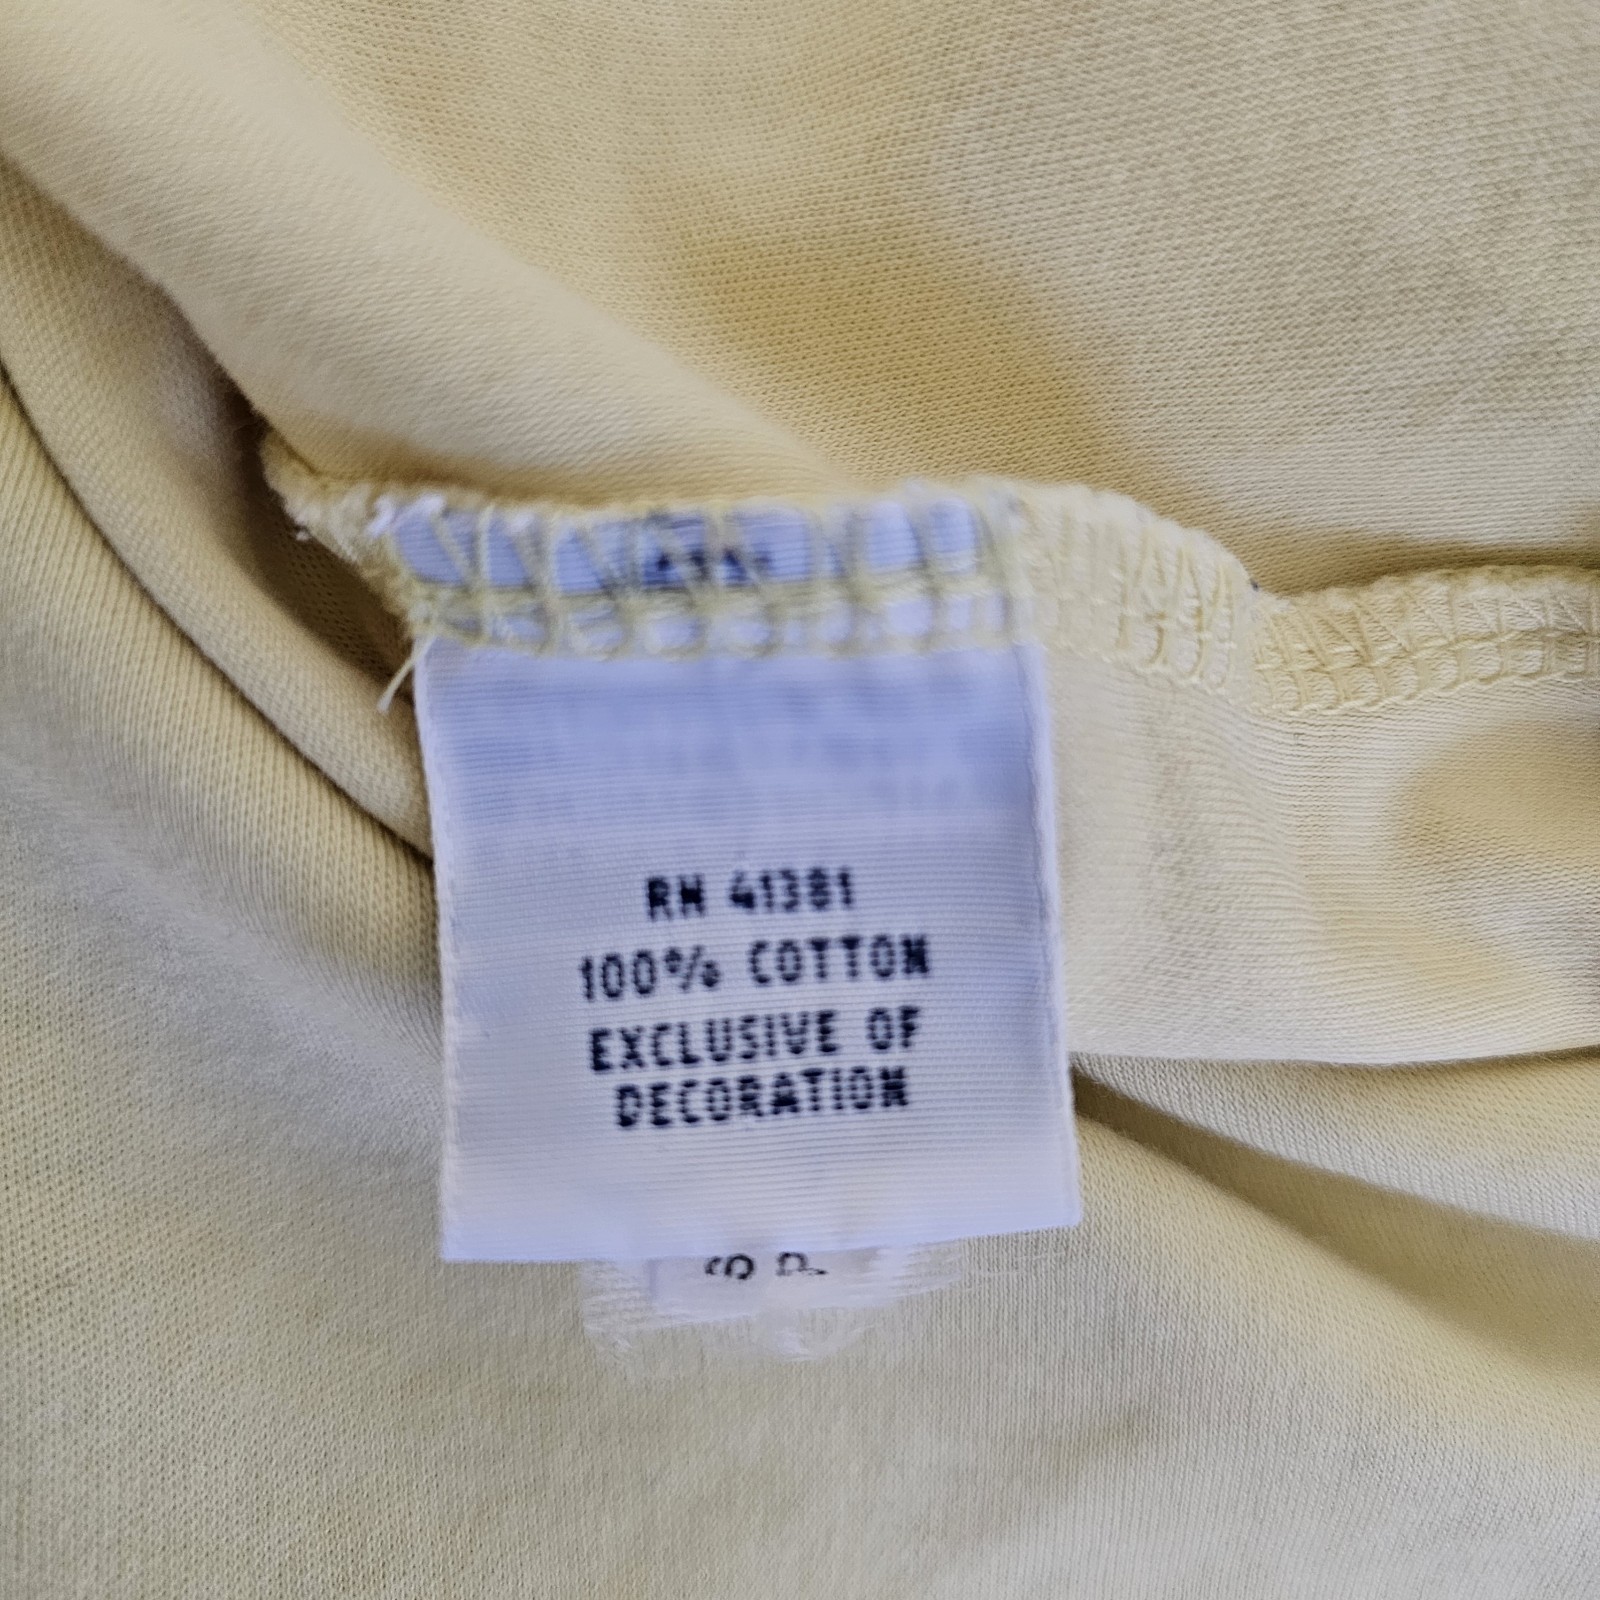 RN 41381
100% COTTON
EXCLUSIVE OF
DECORATION